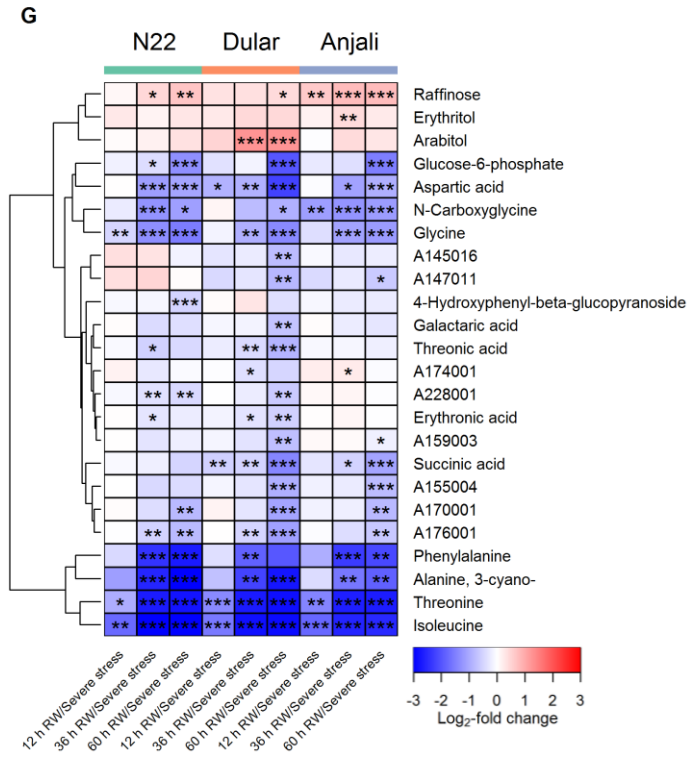 G
N22 Dular Anjali
* ** * ** *** *** Raffinose
** Erythritol
*** *** Arabitol
* *** *** *** Glucose-6-phosphate
*** *** * ** *** * *** Aspartic acid
*** * * ** *** *** N-Carboxyglycine
** *** *** ** *** *** *** Glycine
** A145016
** * A147011
*** 4-Hydroxyphenyl-beta-glucopyranoside
** Galactaric acid
* ** *** Threonic acid
* * A174001
** ** ** A228001
* * ** Erythronic acid
** * A159003
** ** *** * *** Succinic acid
*** *** A155004
** *** ** A170001
** ** ** *** ** A176001
*** *** ** *** ** Phenylalanine
*** *** ** *** ** ** Alanine, 3-cyano-
* *** *** *** *** *** ** *** *** Threonine
** *** *** *** *** *** *** *** *** Isoleucine
12 h RW/Severe stress
36 h RW/Severe stress
60 h RW/Severe stress
12 h RW/Severe stress
36 h RW/Severe stress
60 h RW/Severe stress
12 h RW/Severe stress
36 h RW/Severe stress
60 h RW/Severe stress
-3 -2 -1 0 1 2 3
Log₂-fold change